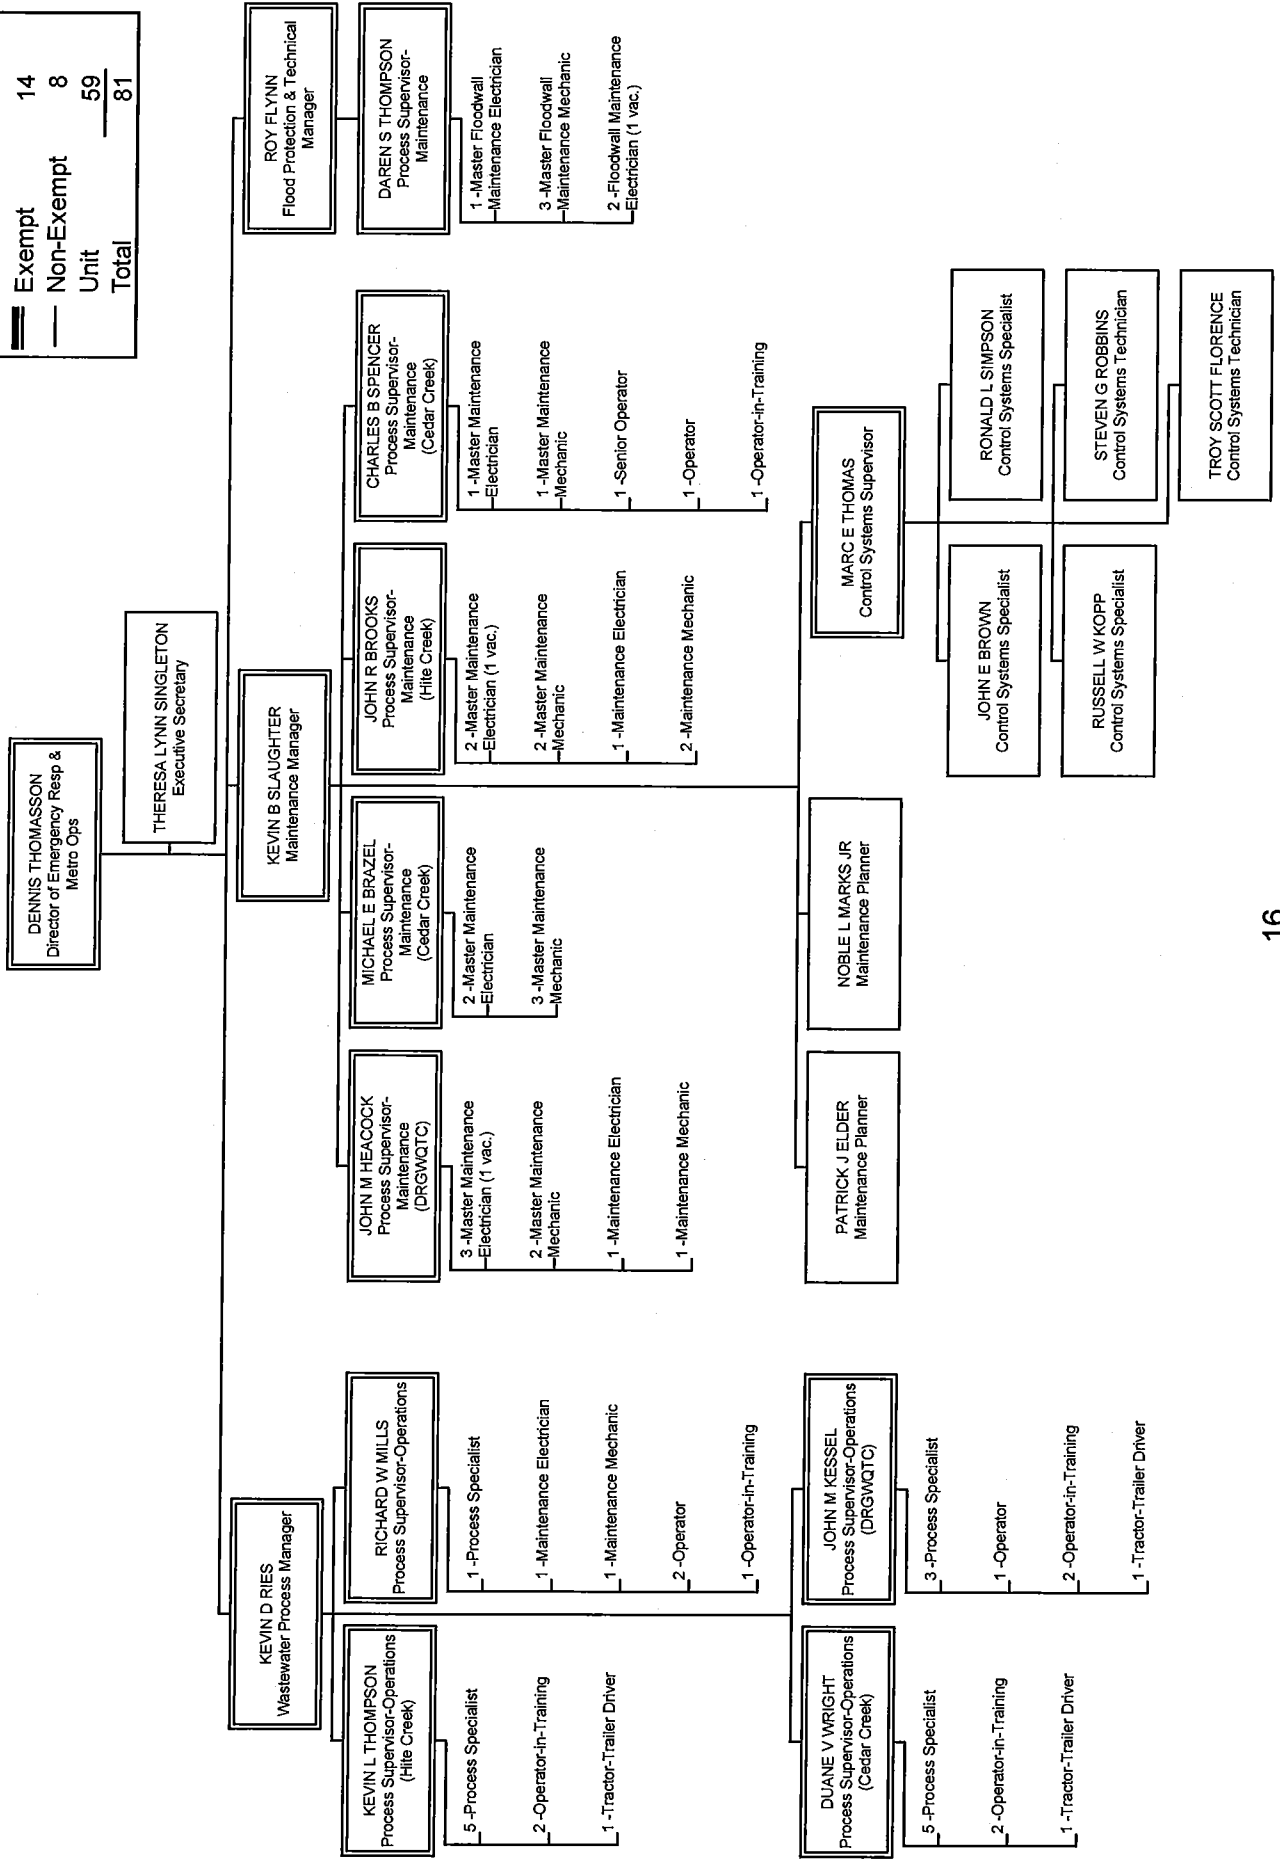 Exempt 14
Non-Exempt 8
Unit 59
Total 81
DENNIS THOMASSON
Director of Emergency Resp &
Metro Ops
THERESA LYNN SINGLETON
Executive Secretary
KEVIN D RIES
Wastewater Process Manager
KEVIN B SLAUGHTER
Maintenance Manager
ROY FLYNN
Flood Protection & Technical
Manager
KEVIN L THOMPSON
Process Supervisor-Operations
(Hite Creek)
5 -Process Specialist
2 -Operator-in-Training
1 -Tractor-Trailer Driver
RICHARD W MILLS
Process Supervisor-Operations
1 -Process Specialist
1 -Maintenance Electrician
1 -Maintenance Mechanic
2 -Operator
1 -Operator-in-Training
JOHN M HEACOCK
Process Supervisor-
Maintenance
(DRGWQTC)
3 -Master Maintenance
Electrician (1 vac.)
2 -Master Maintenance
Mechanic
1 -Maintenance Electrician
1 -Maintenance Mechanic
MICHAEL E BRAZEL
Process Supervisor-
Maintenance
(Cedar Creek)
2 -Master Maintenance
Electrician
3 -Master Maintenance
Mechanic
JOHN R BROOKS
Process Supervisor-
Maintenance
(Hite Creek)
2 -Master Maintenance
Electrician (1 vac.)
2 -Master Maintenance
Mechanic
1 -Maintenance Electrician
2 -Maintenance Mechanic
CHARLES B SPENCER
Process Supervisor-
Maintenance
(Cedar Creek)
1 -Master Maintenance
Electrician
1 -Master Maintenance
Mechanic
1 -Senior Operator
1 -Operator
1 -Operator-in-Training
DAREN S THOMPSON
Process Supervisor-
Maintenance
1 -Master Floodwall
Maintenance Electrician
3 -Master Floodwall
Maintenance Mechanic
2 -Floodwall Maintenance
Electrician (1 vac.)
DUANE V WRIGHT
Process Supervisor-Operations
(Cedar Creek)
5 -Process Specialist
2 -Operator-in-Training
1 -Tractor-Trailer Driver
JOHN M KESSEL
Process Supervisor-Operations
(DRGWQTC)
3 -Process Specialist
1 -Operator
2 -Operator-in-Training
1 -Tractor-Trailer Driver
PATRICK J ELDER
Maintenance Planner
NOBLE L MARKS JR
Maintenance Planner
MARC E THOMAS
Control Systems Supervisor
JOHN E BROWN
Control Systems Specialist
RONALD L SIMPSON
Control Systems Specialist
RUSSELL W KOPP
Control Systems Specialist
STEVEN G ROBBINS
Control Systems Technician
TROY SCOTT FLORENCE
Control Systems Technician
16